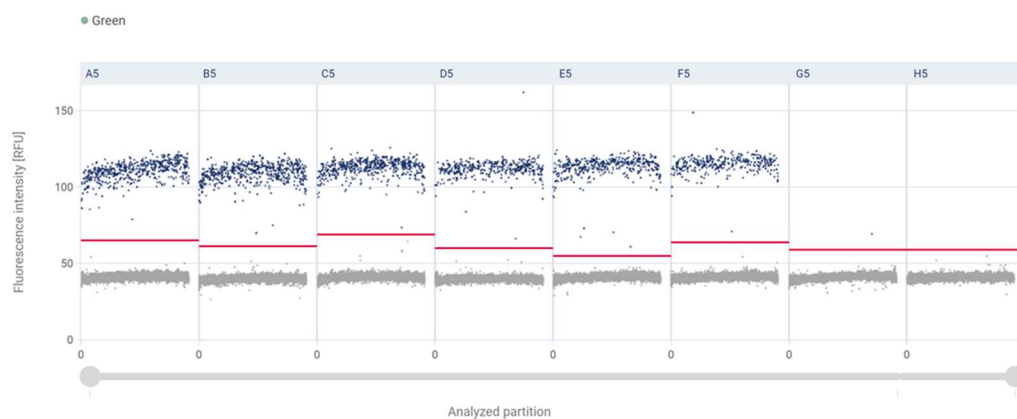 Green
A5 B5 C5 D5 E5 F5 G5 H5
Fluorescence intensity [RFU]
150
100
50
0
0 0 0 0 0 0 0 0
Analyzed partition